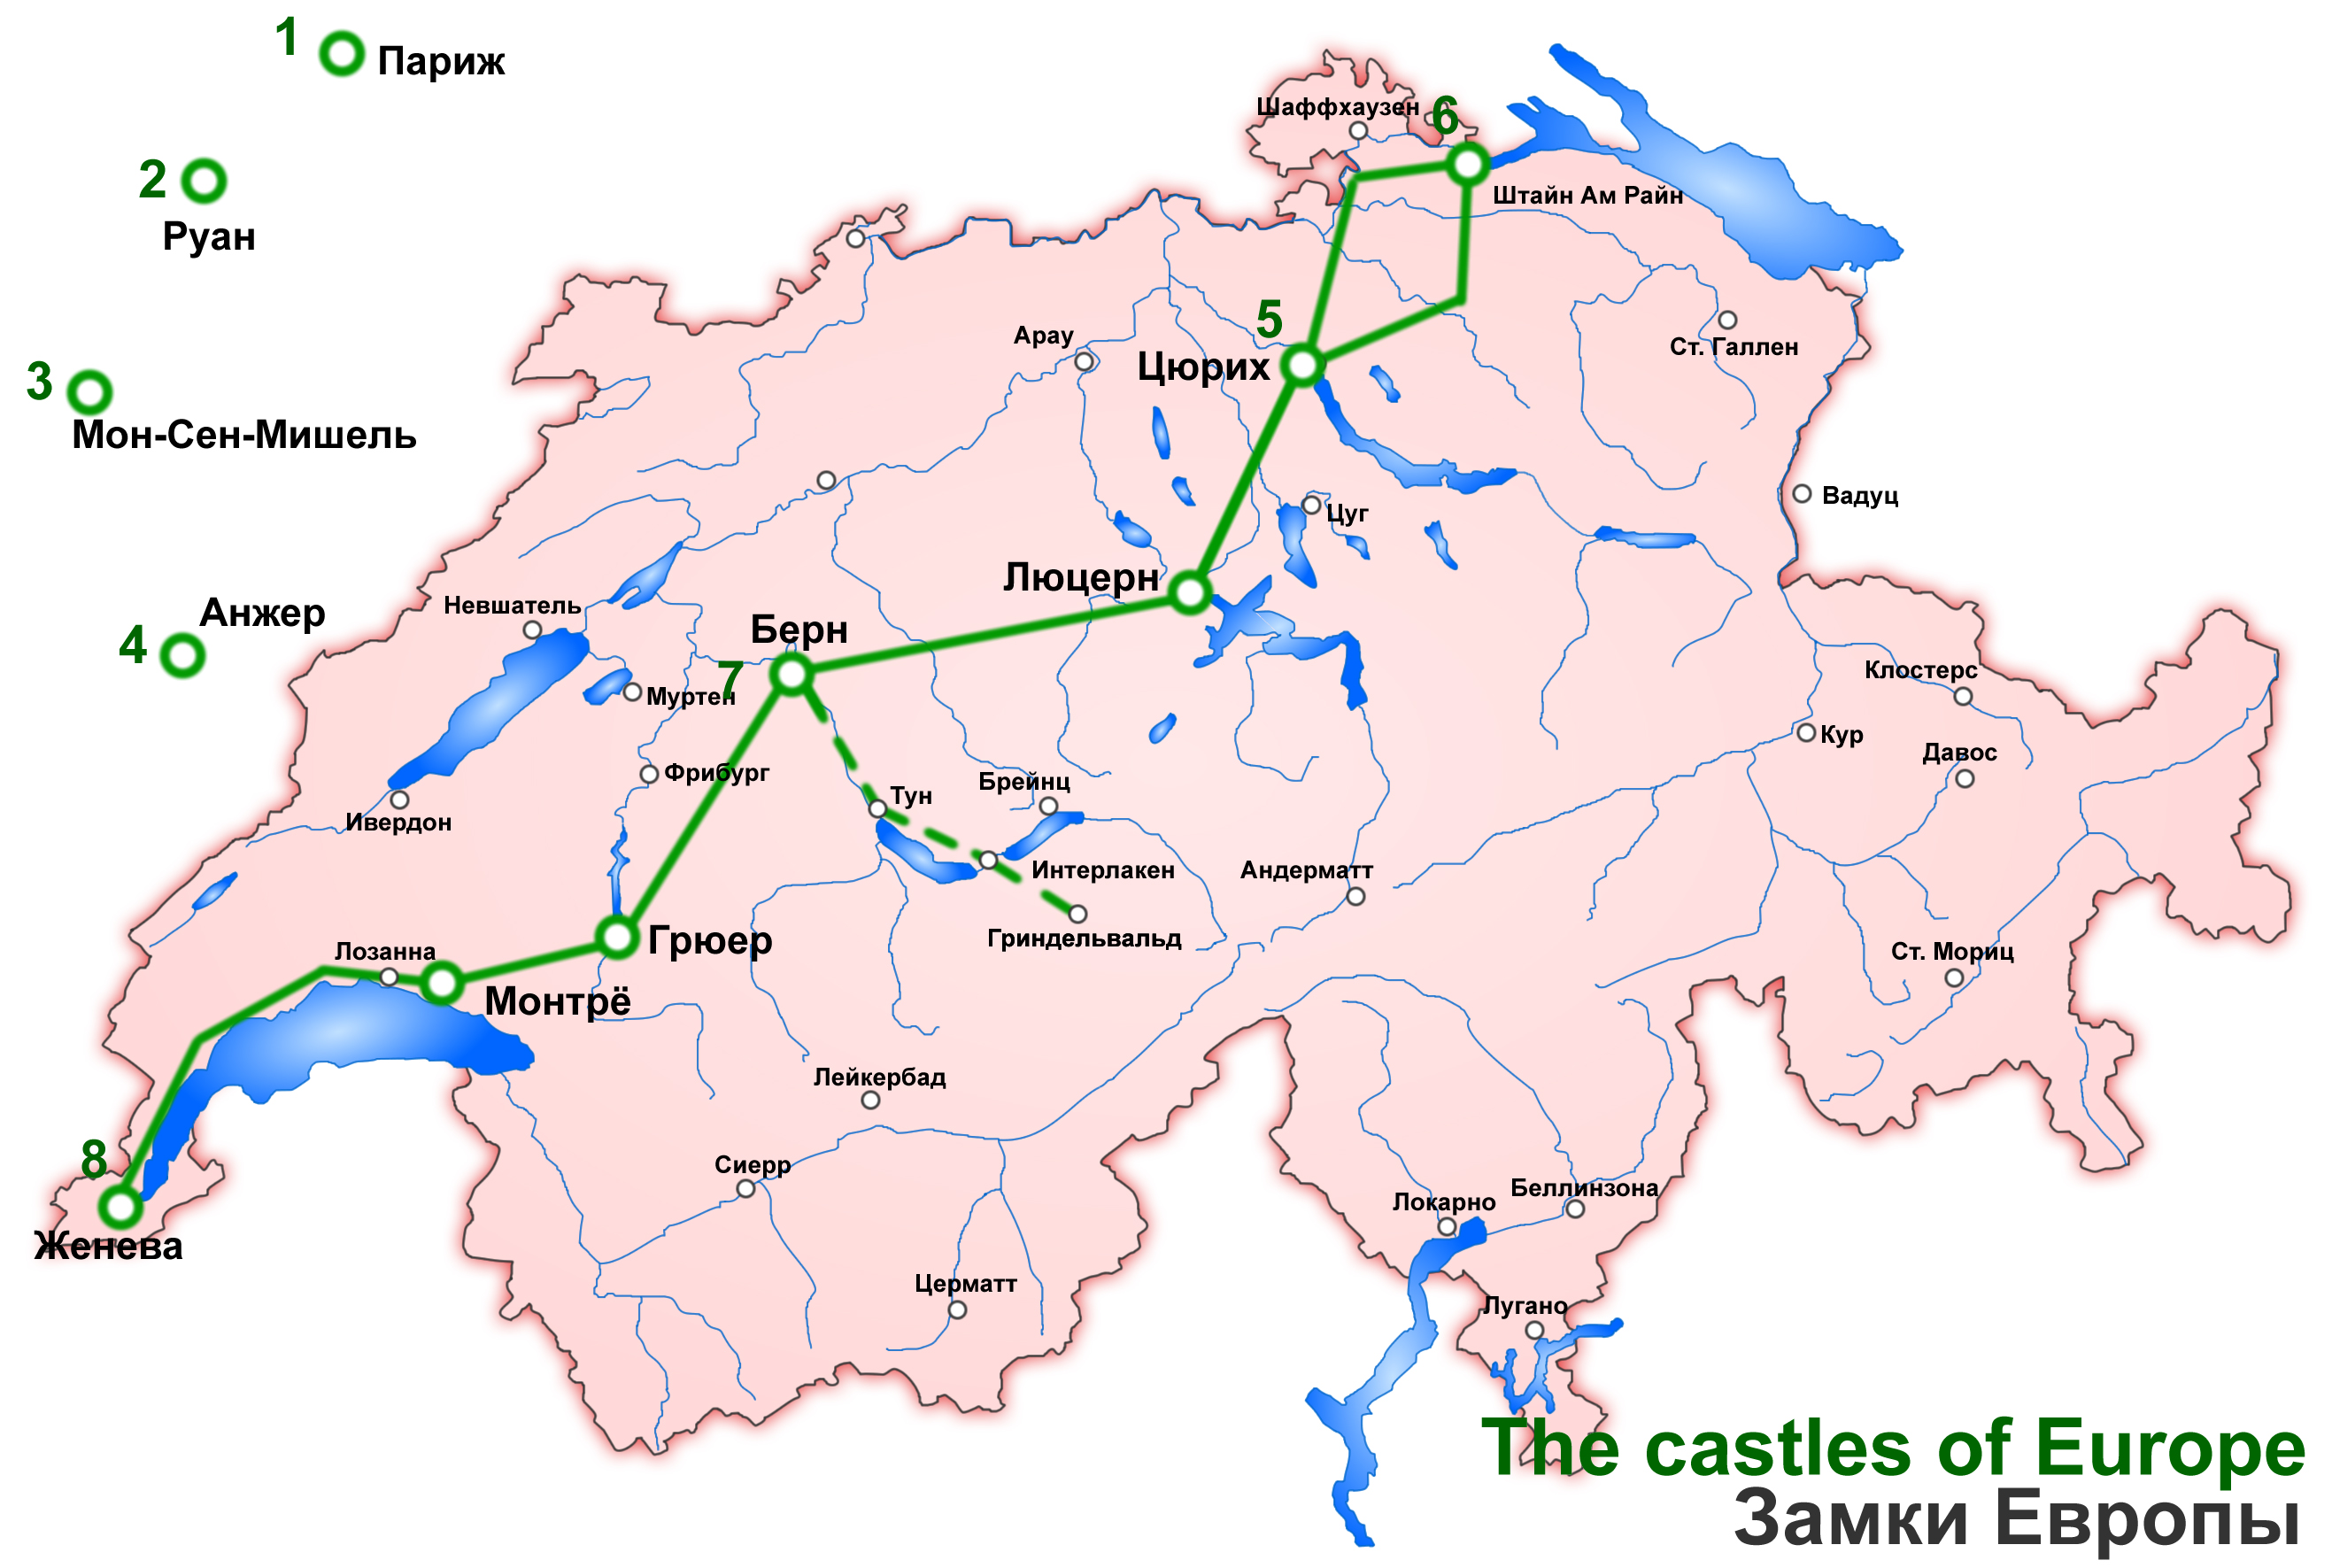 1
Париж
2
Руан
3
Мон-Сен-Мишель
4
Анжер
Шаффхаузен
6
Штайн Ам Райн
5
Цюрих
Арау
Ст. Галлен
Вадуц
Цуг
Люцерн
Невшатель
Берн
7
Муртен
Клостерс
Кур
Давос
Фрибург
Тун
Брейнц
Ивердон
Интерлакен
Андерматт
Гриндельвальд
Грюер
Лозанна
Монтрё
Ст. Мориц
Лейкербад
8
Женева
Сиерр
Локарно
Беллинзона
Церматт
Лугано
The castles of Europe
Замки Европы